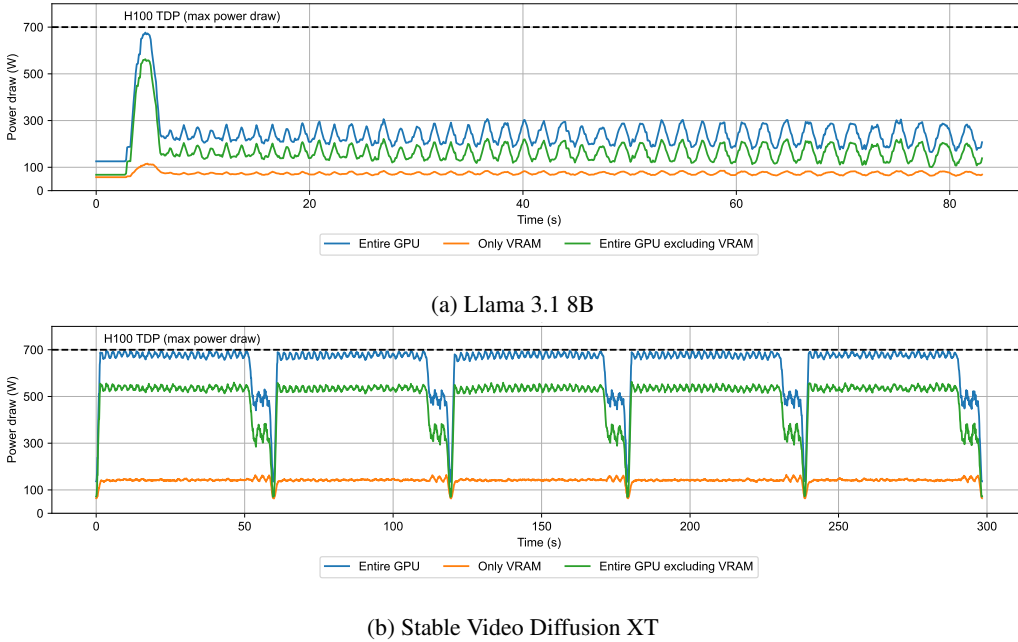 H100 TDP (max power draw)
700
500
300
100
0
Power draw (W)
0 20 40 60 80
Time (s)
Entire GPU Only VRAM Entire GPU excluding VRAM
(a) Llama 3.1 8B
H100 TDP (max power draw)
700
500
300
100
0
Power draw (W)
0 50 100 150 200 250 300
Time (s)
Entire GPU Only VRAM Entire GPU excluding VRAM
(b) Stable Video Diffusion XT